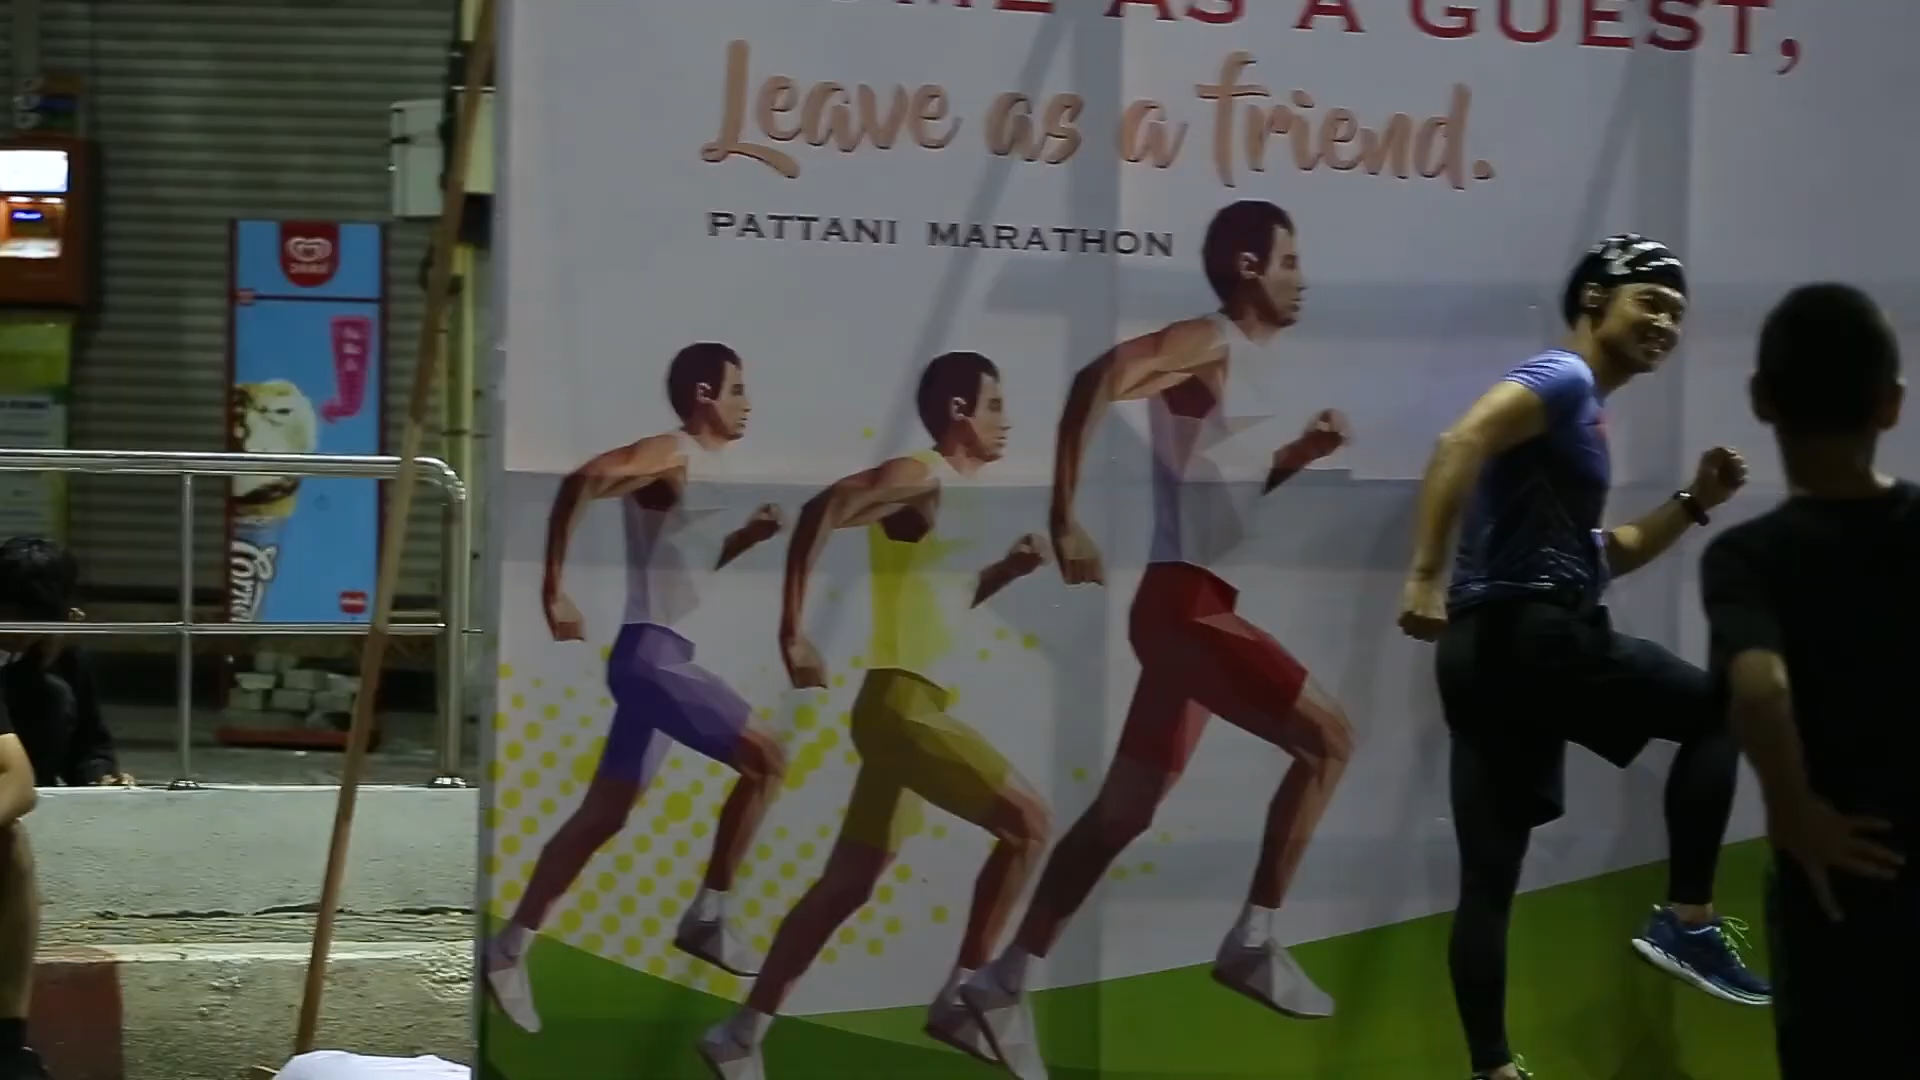 AS A GUEST,
Leave as a friend.
PATTANI MARATHON